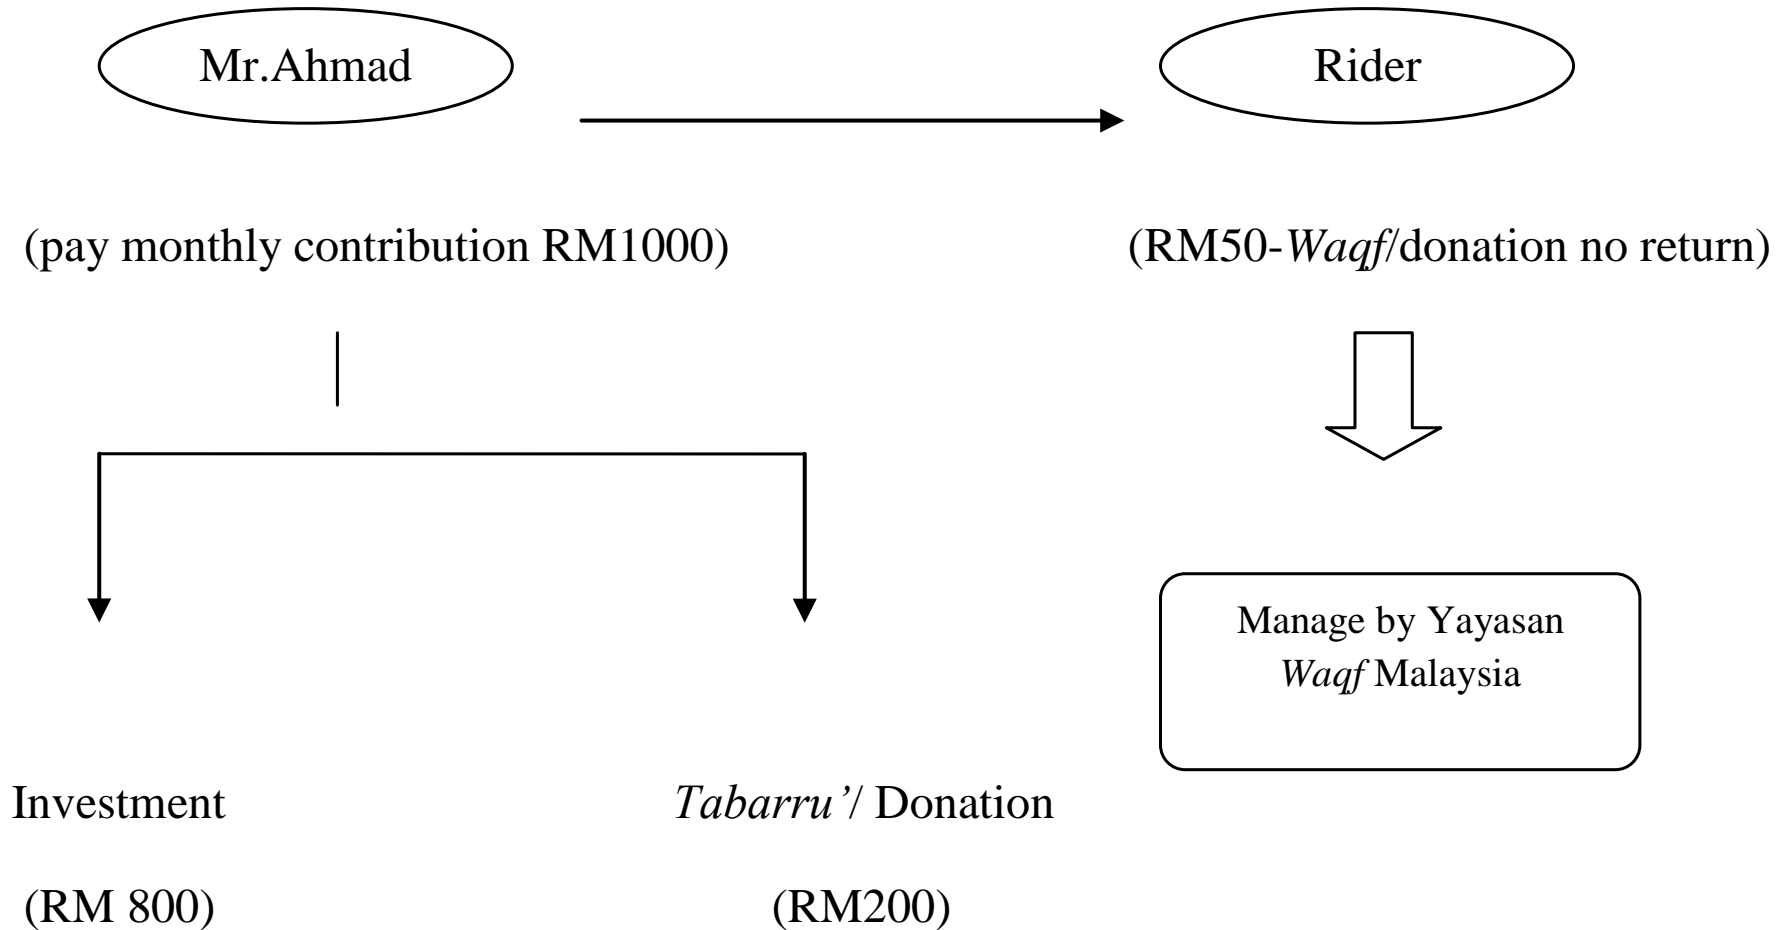 Mr.Ahmad
Rider
(pay monthly contribution RM1000)
(RM50-Waqf/donation no return)
Manage by Yayasan
Waqf Malaysia
Investment
Tabarru’/ Donation
(RM 800)
(RM200)